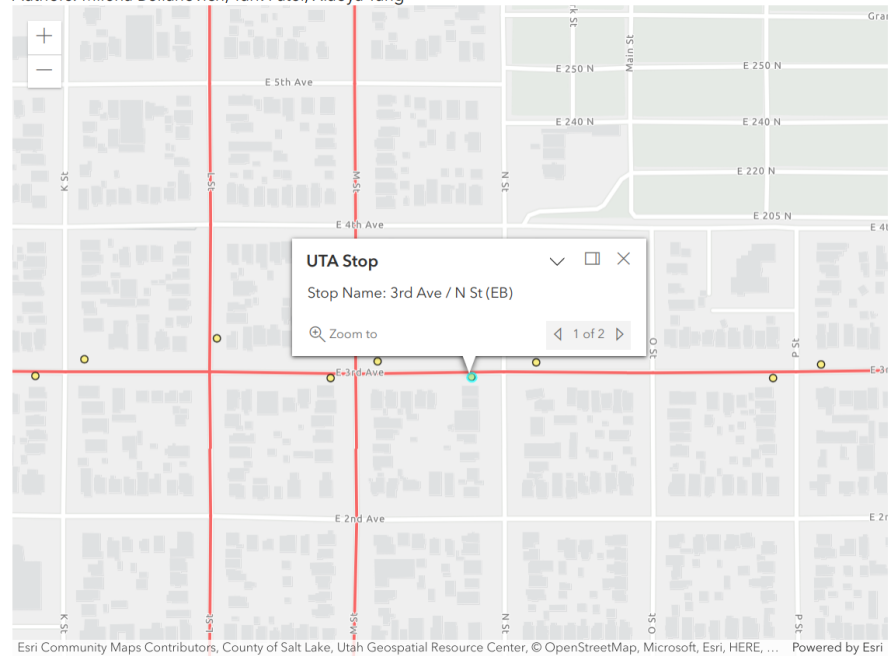 +
E 5th Ave
E 250 N
Main St
E 250 N
E 240 N
E 240 N
K St
L St
M St
N St
E 220 N
E 205 N
E 4th Ave
UTA Stop
Stop Name: 3rd Ave / N St (EB)
Zoom to
1 of 2
O St
P St
E 3rd Ave
E 2nd Ave
K St
L St
M St
N St
O St
P St
Esri Community Maps Contributors, County of Salt Lake, Utah Geospatial Resource Center, © OpenStreetMap, Microsoft, Esri, HERE, ...
Powered by Esri